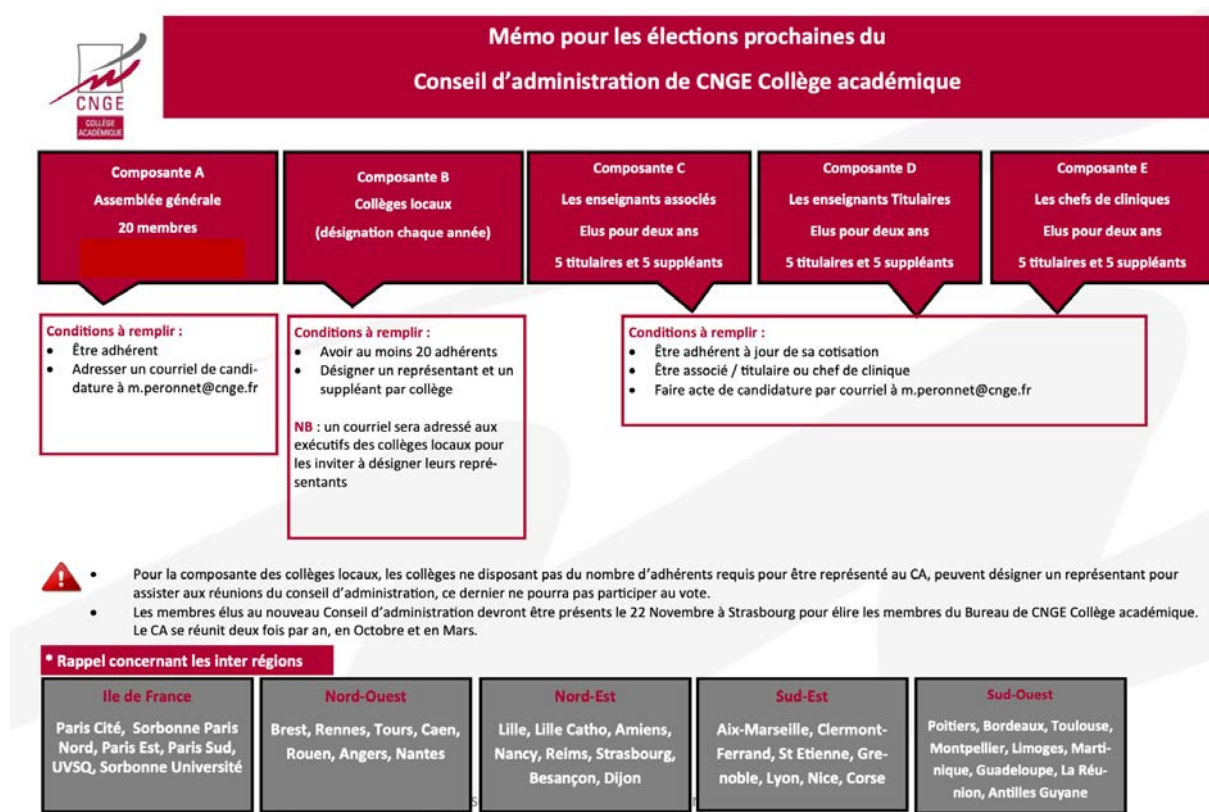 Mémo pour les élections prochaines du
Conseil d'administration de CNGE Collège académique
CNGE
COLLÈGE
ACADÉMIQUE
Composante A
Assemblée générale
20 membres
Composante B
Collèges locaux
(désignation chaque année)
Composante C
Les enseignants associés
Elus pour deux ans
5 titulaires et 5 suppléants
Composante D
Les enseignants Titulaires
Elus pour deux ans
5 titulaires et 5 suppléants
Composante E
Les chefs de cliniques
Elus pour deux ans
5 titulaires et 5 suppléants
Conditions à remplir :
• Être adhérent
• Adresser un courriel de candi-
dature à m.peronnet@cnge.fr
Conditions à remplir :
• Avoir au moins 20 adhérents
• Désigner un représentant et un
suppléant par collège
NB : un courriel sera adressé aux
exécutifs des collèges locaux pour
les inviter à désigner leurs repré-
sentants
Conditions à remplir :
• Être adhérent à jour de sa cotisation
• Être associé / titulaire ou chef de clinique
• Faire acte de candidature par courriel à m.peronnet@cnge.fr
• Pour la composante des collèges locaux, les collèges ne disposant pas du nombre d'adhérents requis pour être représenté au CA, peuvent désigner un représentant pour
assister aux réunions du conseil d'administration, ce dernier ne pourra pas participer au vote.
• Les membres élus au nouveau Conseil d'administration devront être présents le 22 Novembre à Strasbourg pour élire les membres du Bureau de CNGE Collège académique.
Le CA se réunit deux fois par an, en Octobre et en Mars.
* Rappel concernant les inter régions
Ile de France
Paris Cité, Sorbonne Paris
Nord, Paris Est, Paris Sud,
UVSQ, Sorbonne Université
Nord-Ouest
Brest, Rennes, Tours, Caen,
Rouen, Angers, Nantes
Nord-Est
Lille, Lille Catho, Amiens,
Nancy, Reims, Strasbourg,
Besançon, Dijon
Sud-Est
Aix-Marseille, Clermont-
Ferrand, St Etienne, Gre-
noble, Lyon, Nice, Corse
Sud-Ouest
Poitiers, Bordeaux, Toulouse,
Montpellier, Limoges, Marti-
nique, Guadeloupe, La Réu-
nion, Antilles Guyane